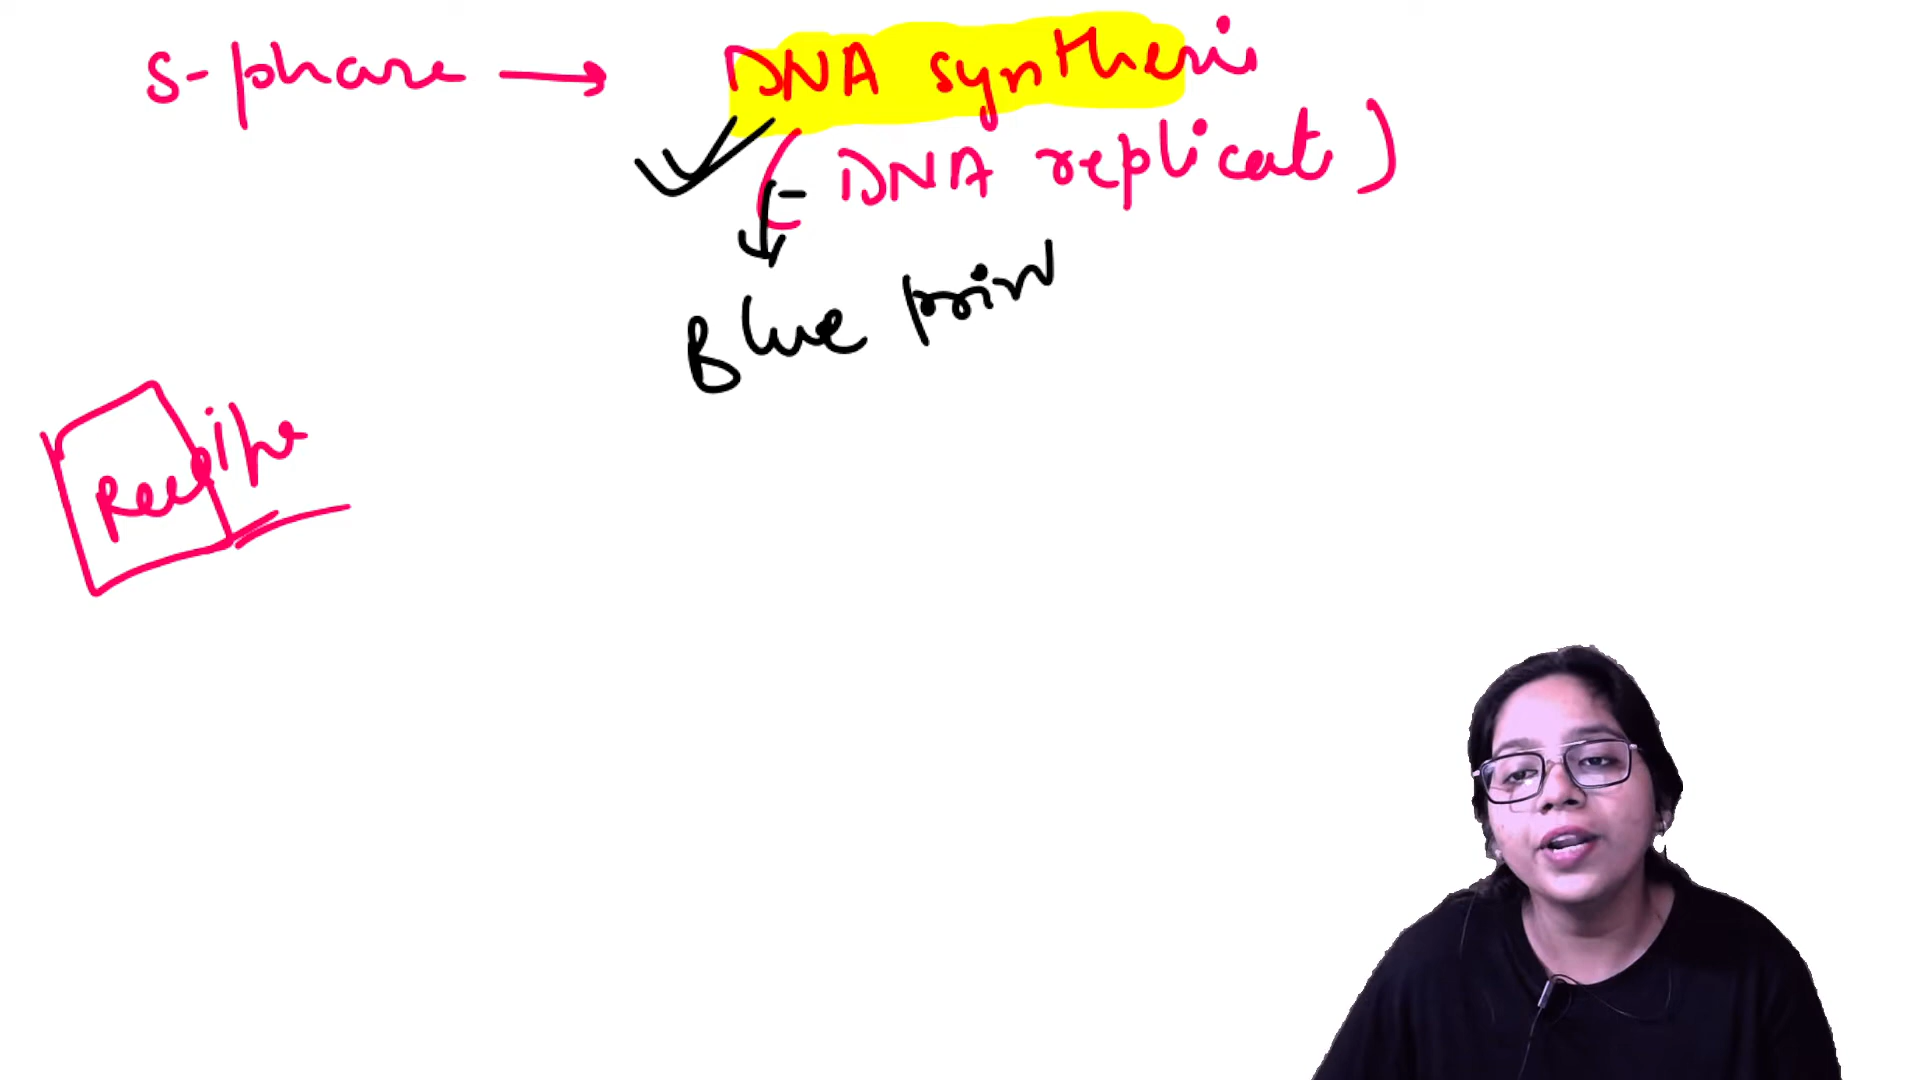 S-phase → DNA synthesis
(- DNA replicat)
Blue print
Recipe